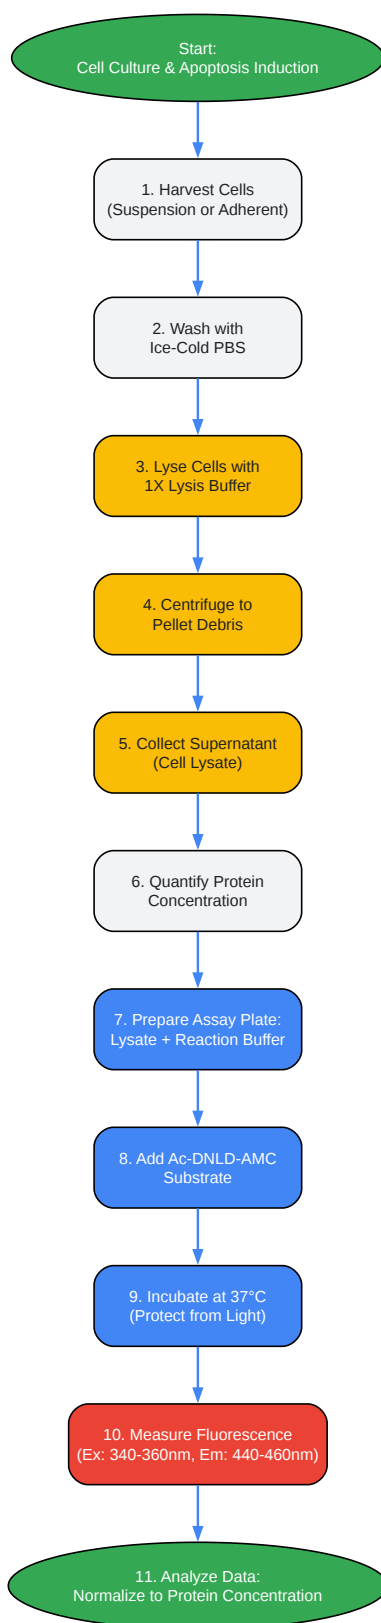 Start:
Cell Culture & Apoptosis Induction
1. Harvest Cells
(Suspension or Adherent)
2. Wash with
Ice-Cold PBS
3. Lyse Cells with
1X Lysis Buffer
4. Centrifuge to
Pellet Debris
5. Collect Supernatant
(Cell Lysate)
6. Quantify Protein
Concentration
7. Prepare Assay Plate:
Lysate + Reaction Buffer
8. Add Ac-DNLD-AMC
Substrate
9. Incubate at 37°C
(Protect from Light)
10. Measure Fluorescence
(Ex: 340-360nm, Em: 440-460nm)
11. Analyze Data:
Normalize to Protein Concentration